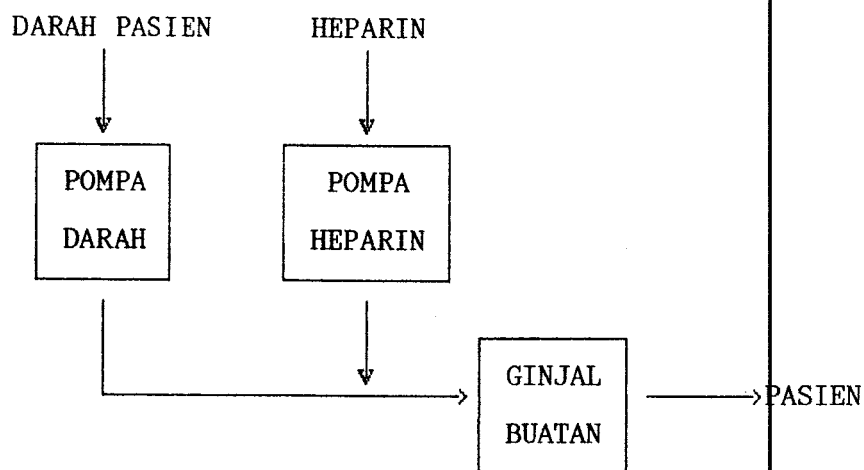 DARAH PASIEN
HEPARIN
POMPA
DARAH
POMPA
HEPARIN
GINJAL
BUATAN
PASIEN